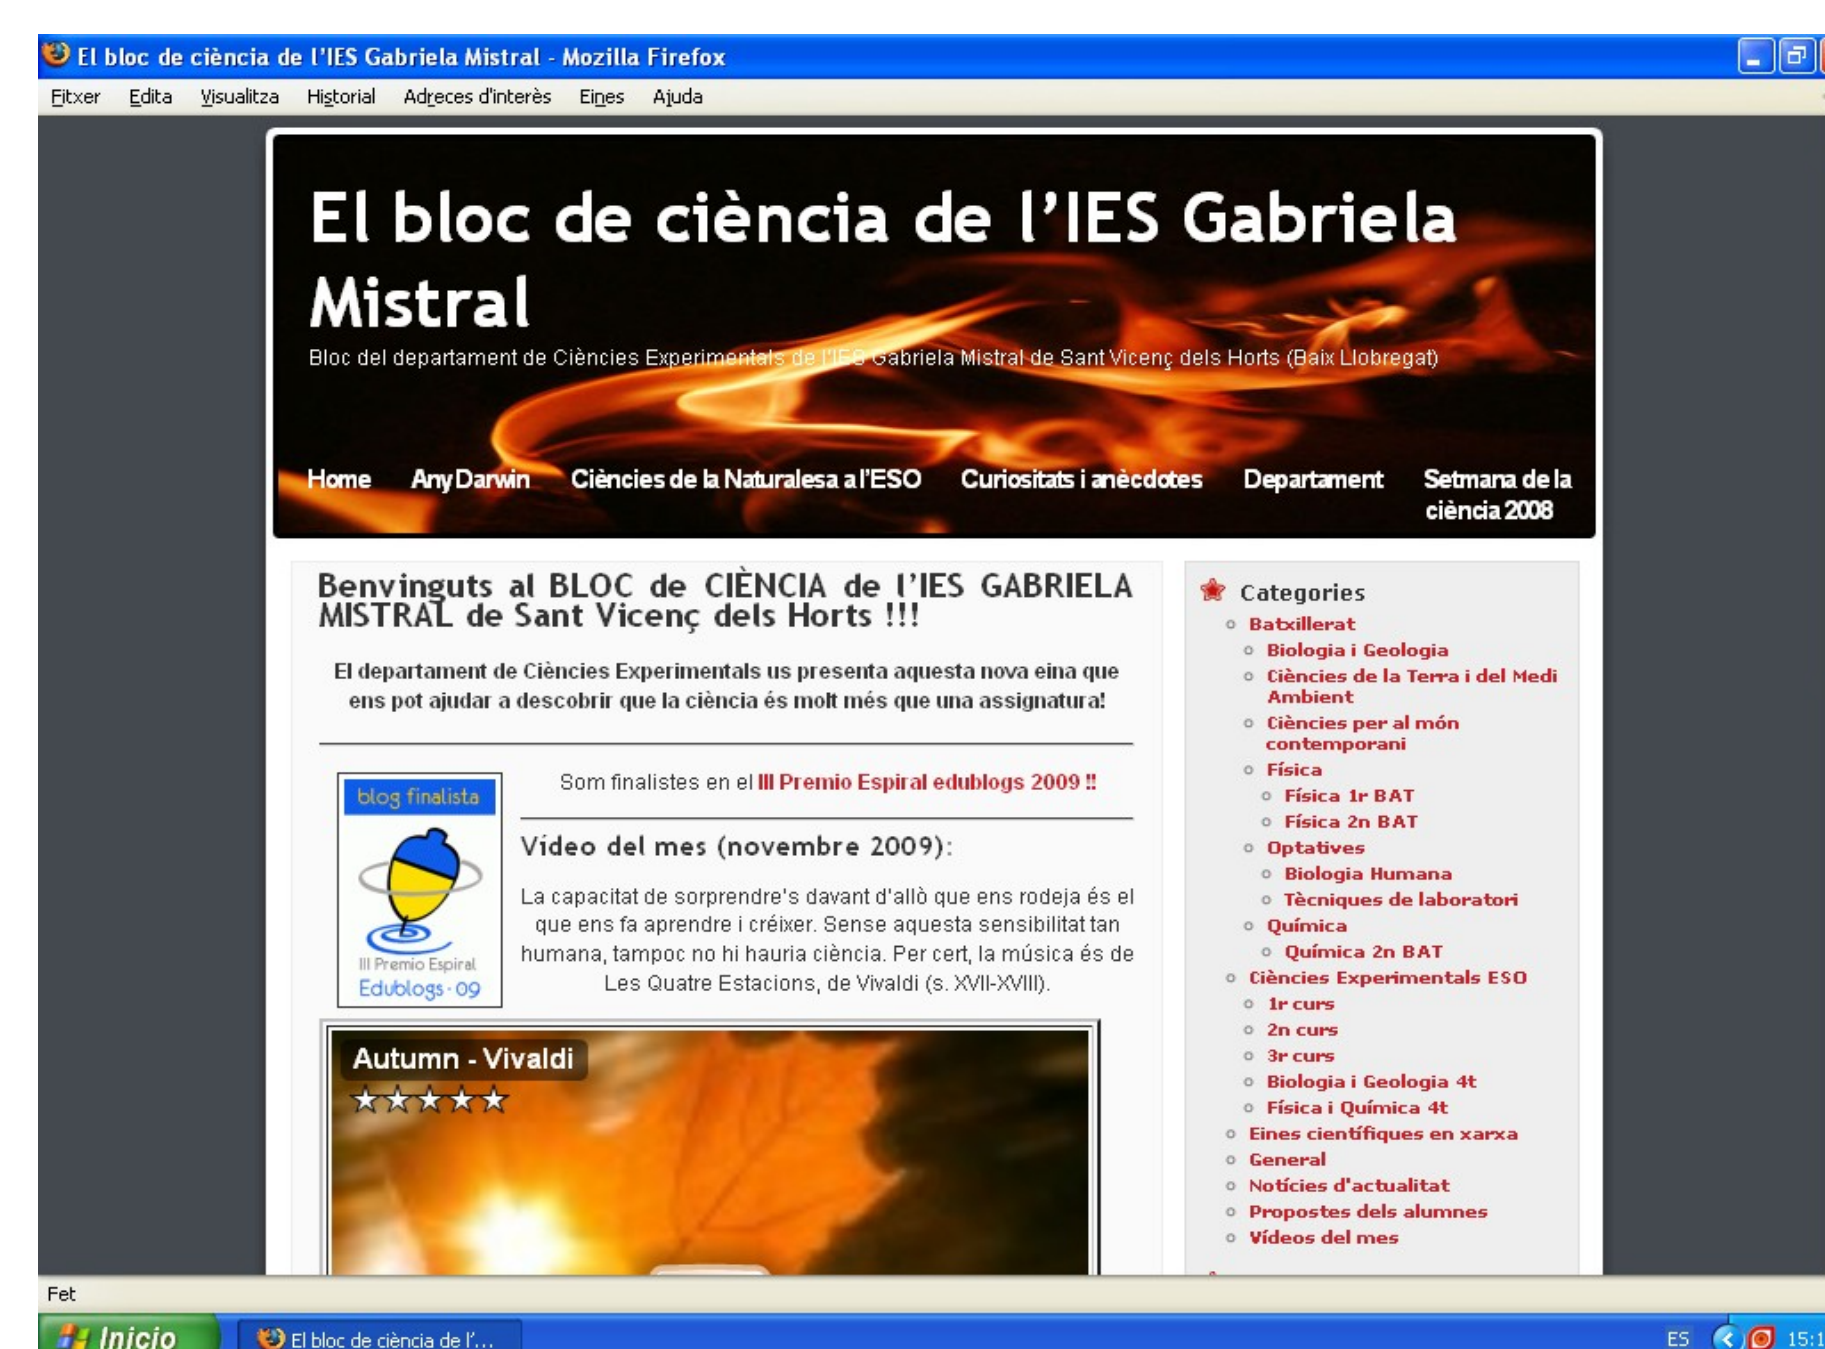 El bloc de ciència de l'IES Gabriela Mistral - Mozilla Firefox
Fitxer Edita Visualitza Historial Adreces d'interès Eines Ajuda
El bloc de ciència de l'IES Gabriela
Mistral
Bloc del departament de Ciències Experimentals de l'IES Gabriela Mistral de Sant Vicenç dels Horts (Baix Llobregat)
Home Any Darwin Ciències de la Naturalesa a l'ESO Curiositats i anècdotes Departament Setmana de la
ciència 2008
Benvinguts al BLOC de CIÈNCIA de l'IES GABRIELA
MISTRAL de Sant Vicenç dels Horts !!!
El departament de Ciències Experimentals us presenta aquesta nova eina que
ens pot ajudar a descobrir que la ciència és molt més que una assignatura!
blog finalista
III Premio Espiral
Edublogs · 09
Som finalistes en el III Premio Espiral edublogs 2009 !!
Vídeo del mes (novembre 2009):
La capacitat de sorprendre's davant d'allò que ens rodeja és el
que ens fa aprendre i créixer. Sense aquesta sensibilitat tan
humana, tampoc no hi hauria ciència. Per cert, la música és de
Les Quatre Estacions, de Vivaldi (s. XVII-XVIII).
Autumn - Vivaldi
Categories
Batxillerat
Biologia i Geologia
Ciències de la Terra i del Medi
Ambient
Ciències per al món
contemporani
Física
Física 1r BAT
Física 2n BAT
Optatives
Biologia Humana
Tècniques de laboratori
Química
Química 2n BAT
Ciències Experimentals ESO
1r curs
2n curs
3r curs
Biologia i Geologia 4t
Física i Química 4t
Eines científiques en xarxa
General
Notícies d'actualitat
Propostes dels alumnes
Vídeos del mes
Fet
Inicio
El bloc de ciència de l'...
ES